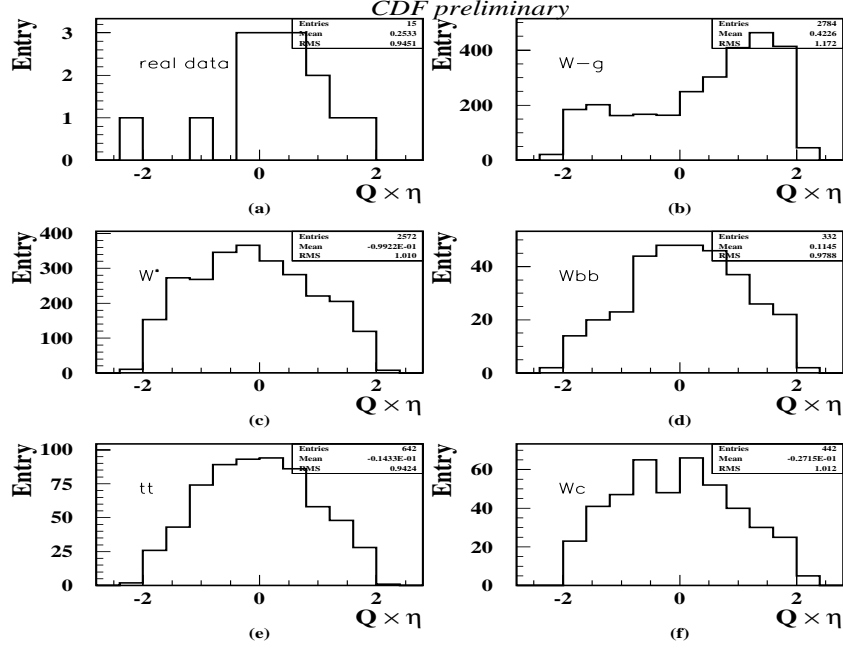 CDF preliminary
Entry
3
2
1
0
real data
Entries 15
Mean 0.2533
RMS 0.9451
-2 0 2
Q × η
(a)
Entry
400
200
0
W-g
Entries 2784
Mean 0.4226
RMS 1.172
-2 0 2
Q × η
(b)
Entry
400
300
200
100
0
W*
Entries 2572
Mean -0.9922E-01
RMS 1.010
-2 0 2
Q × η
(c)
Entry
40
20
0
Wbb
Entries 332
Mean 0.1145
RMS 0.9788
-2 0 2
Q × η
(d)
Entry
100
75
50
25
0
tt
Entries 642
Mean -0.1433E-01
RMS 0.9424
-2 0 2
Q × η
(e)
Entry
60
40
20
0
Wc
Entries 442
Mean -0.2715E-01
RMS 1.012
-2 0 2
Q × η
(f)